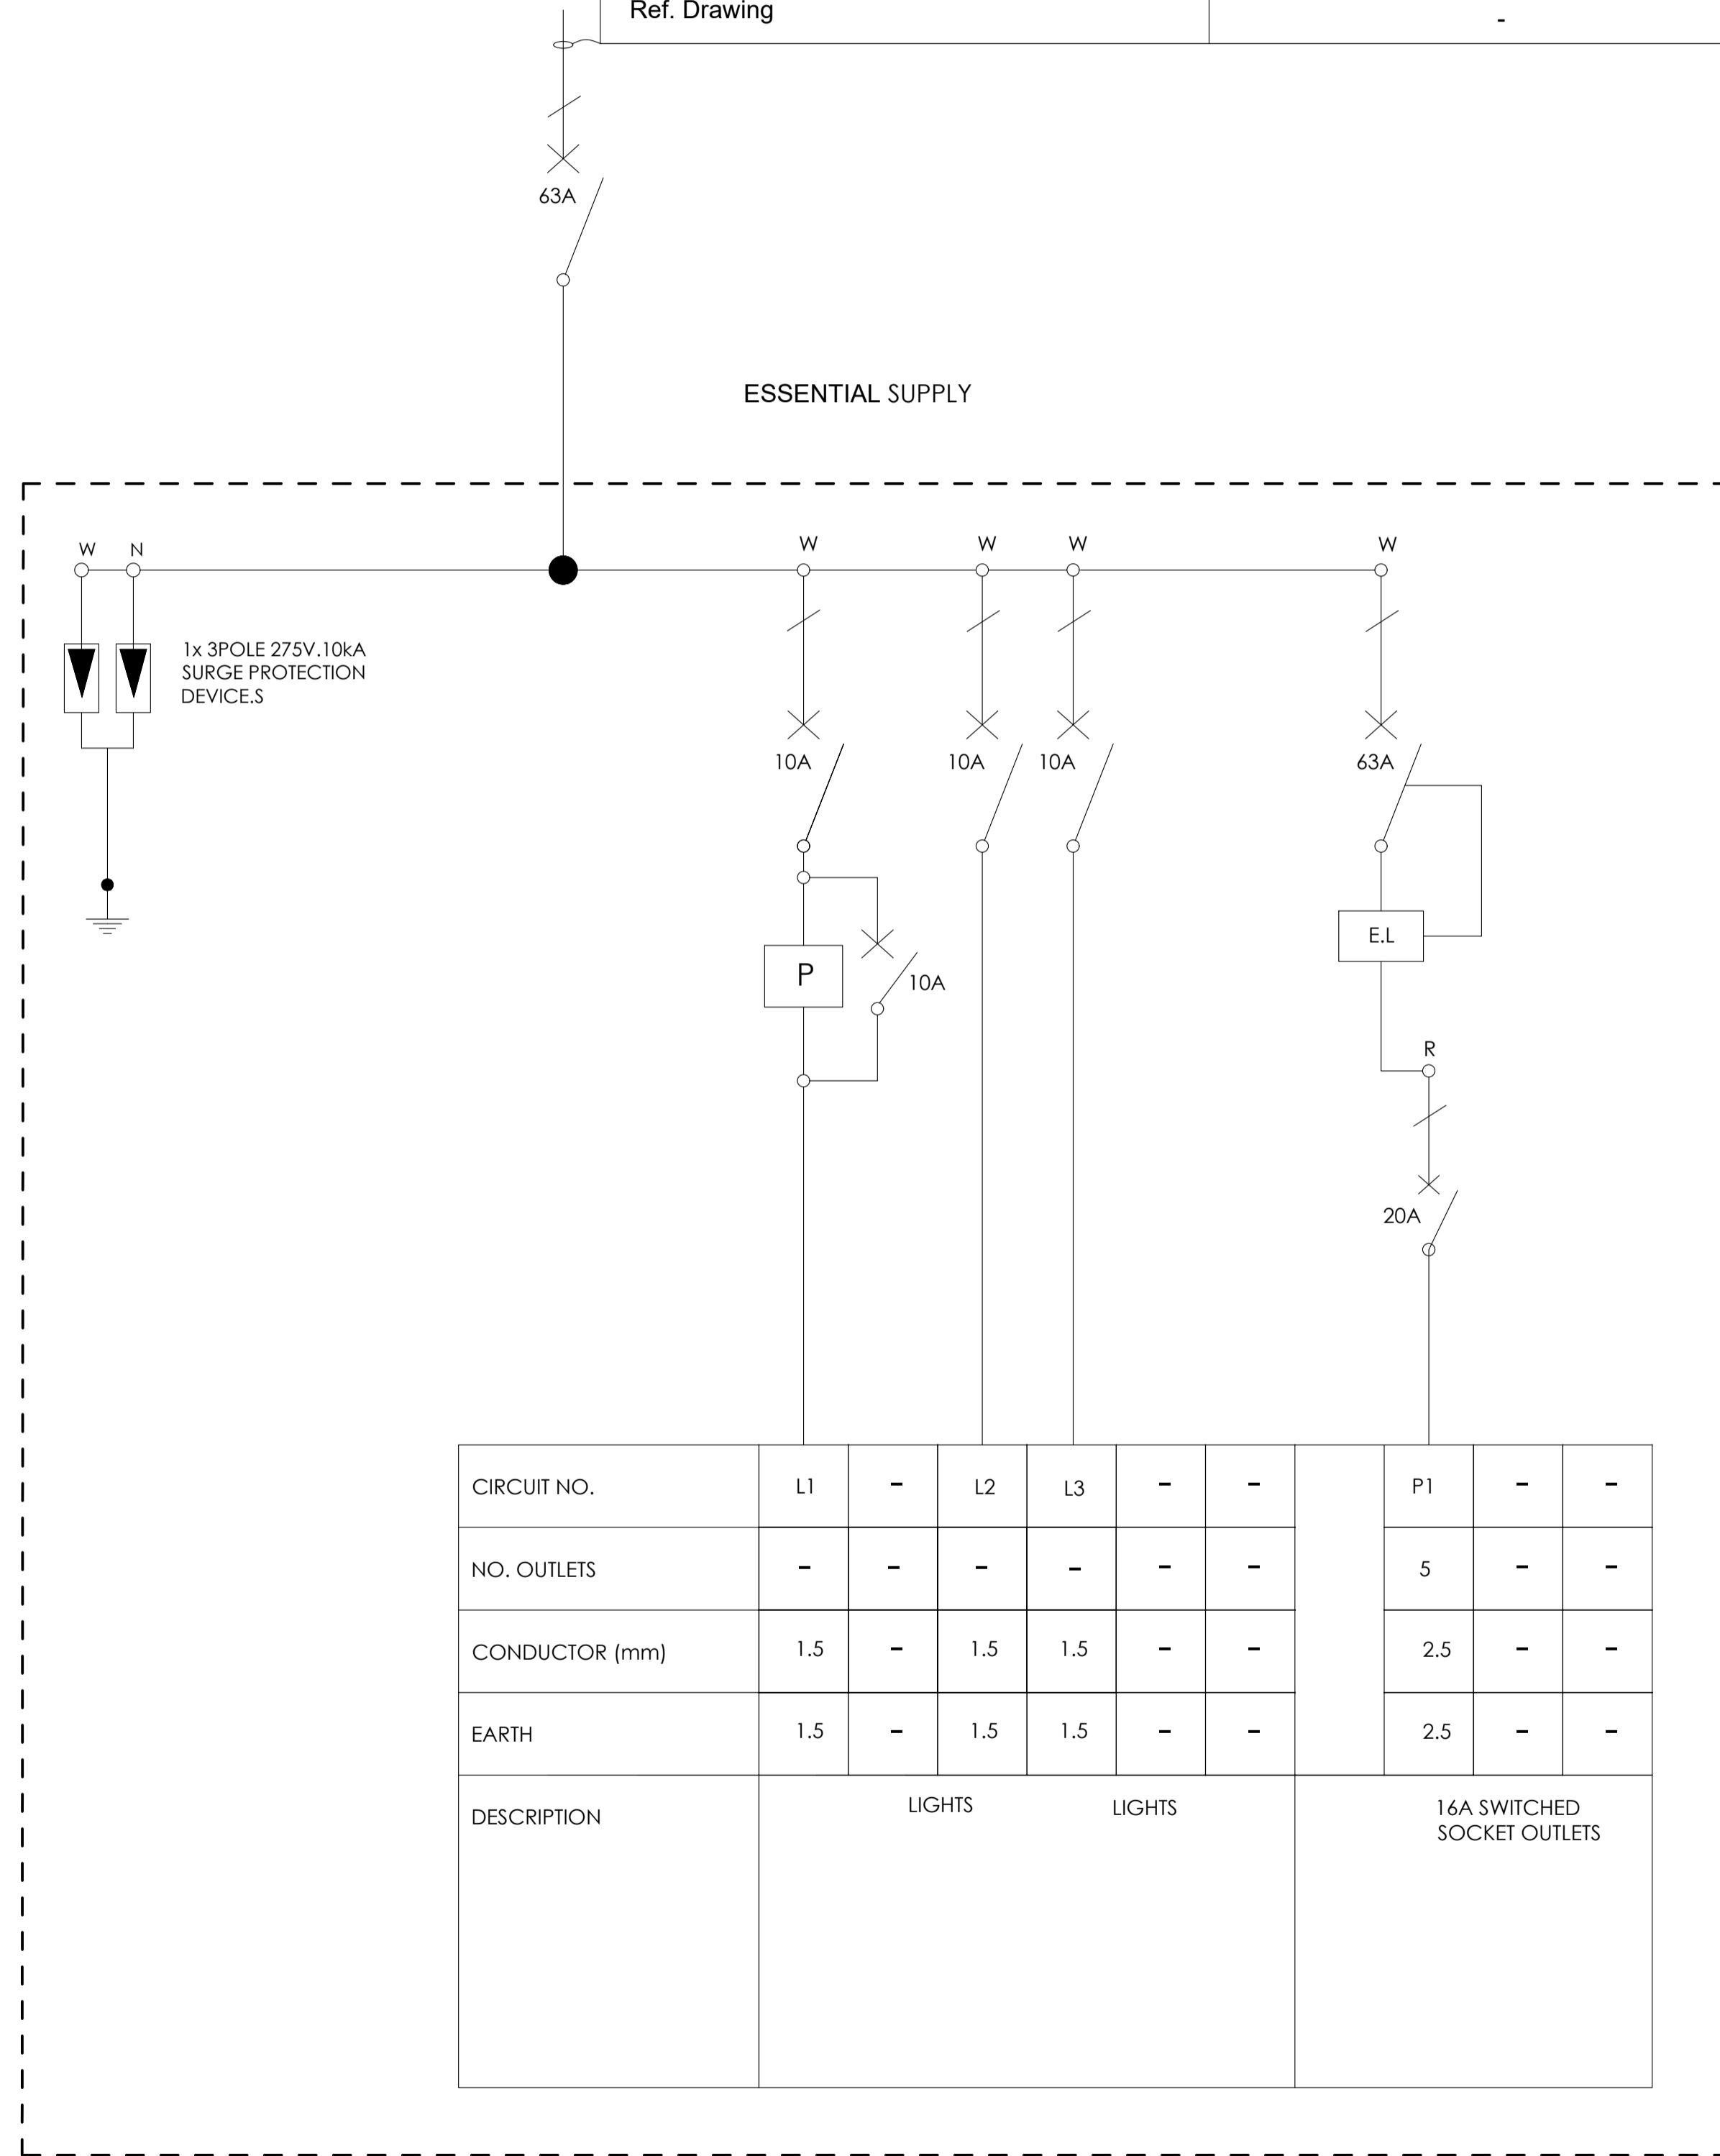 Ref. Drawing -
63A
ESSENTIAL SUPPLY
W N W W W W
1x 3POLE 275V.10kA
SURGE PROTECTION
DEVICE.S
10A 10A 10A 63A
E.L
P
10A
R
20A
CIRCUIT NO. L1 - L2 L3 - - P1 - -
NO. OUTLETS - - - - - - 5 - -
CONDUCTOR (mm) 1.5 - 1.5 1.5 - - 2.5 - -
EARTH 1.5 - 1.5 1.5 - - 2.5 - -
DESCRIPTION LIGHTS LIGHTS 16A SWITCHED
SOCKET OUTLETS